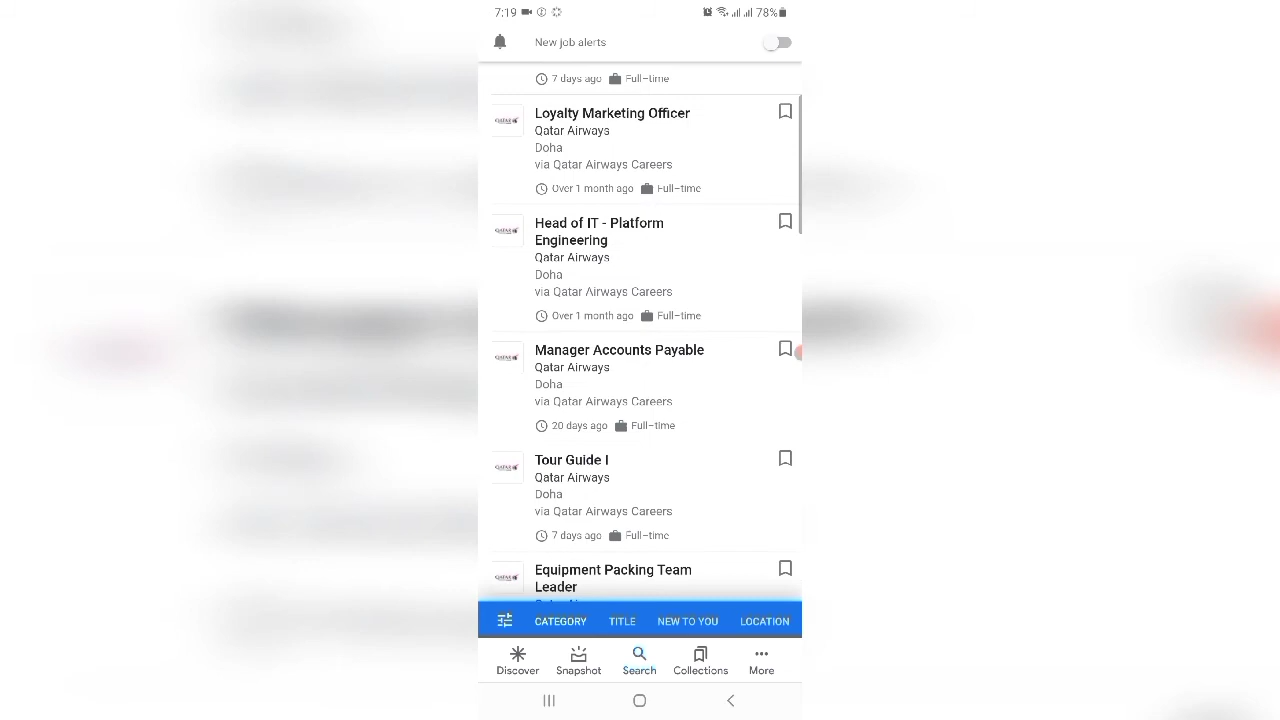 7:19 78%
New job alerts
7 days ago Full-time
Loyalty Marketing Officer
Qatar Airways
Doha
via Qatar Airways Careers
Over 1 month ago Full-time
Head of IT - Platform
Engineering
Qatar Airways
Doha
via Qatar Airways Careers
Over 1 month ago Full-time
Manager Accounts Payable
Qatar Airways
Doha
via Qatar Airways Careers
20 days ago Full-time
Tour Guide I
Qatar Airways
Doha
via Qatar Airways Careers
7 days ago Full-time
Equipment Packing Team
Leader
CATEGORY TITLE NEW TO YOU LOCATION
Discover Snapshot Search Collections More